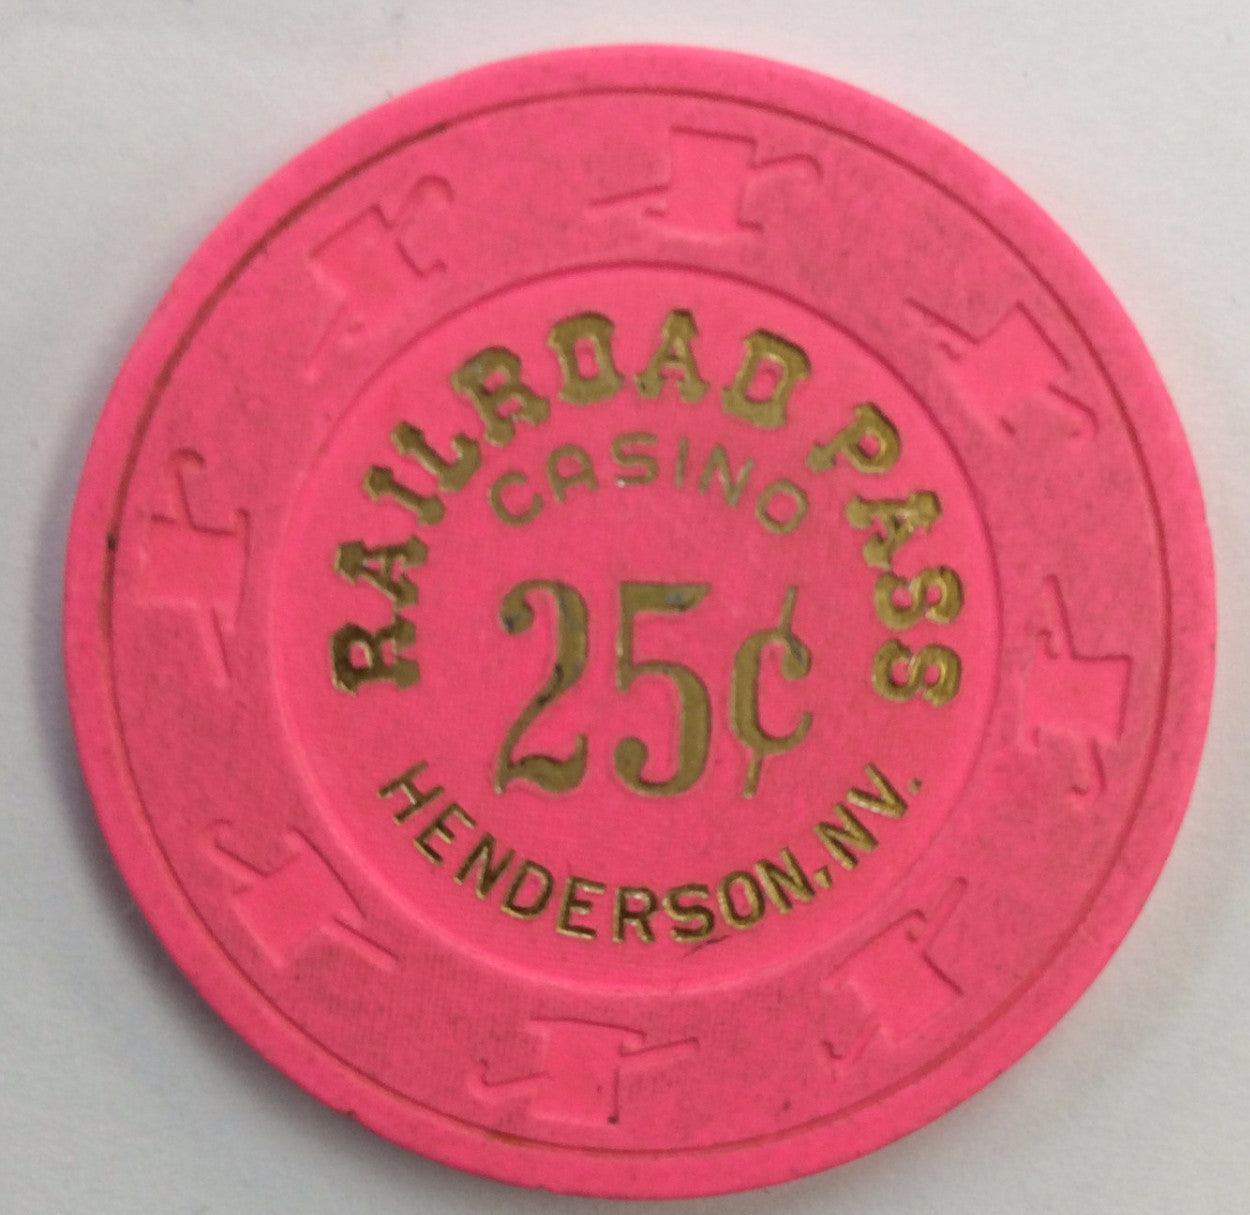 RAILROAD PASS
CASINO
25¢
HENDERSON, NV.